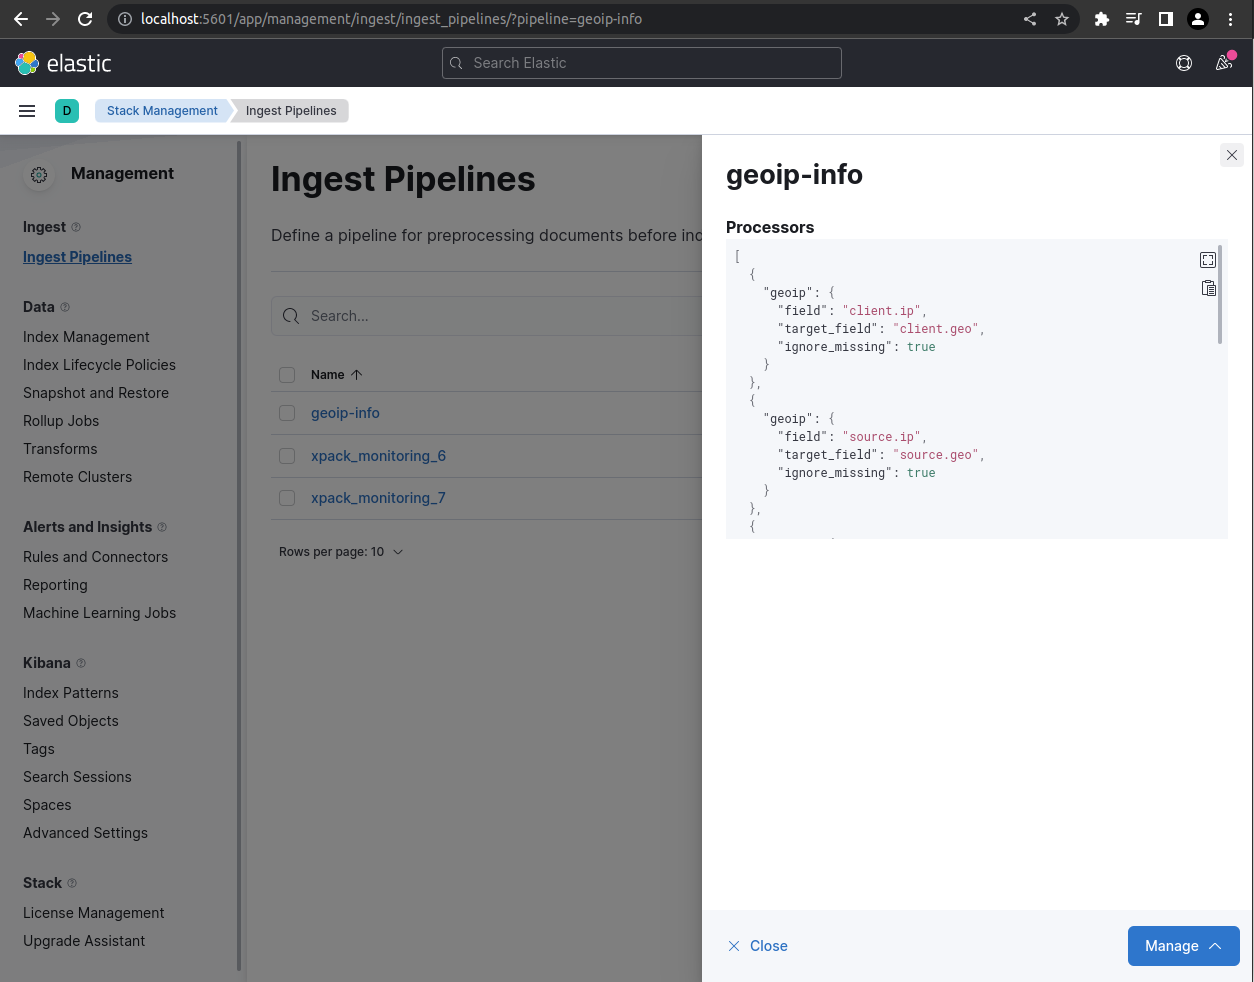 localhost:5601/app/management/ingest/ingest_pipelines/?pipeline=geoip-info
elastic
Search Elastic
D
Stack Management
Ingest Pipelines
Management
Ingest
Ingest Pipelines
Data
Index Management
Index Lifecycle Policies
Snapshot and Restore
Rollup Jobs
Transforms
Remote Clusters
Alerts and Insights
Rules and Connectors
Reporting
Machine Learning Jobs
Kibana
Index Patterns
Saved Objects
Tags
Search Sessions
Spaces
Advanced Settings
Stack
License Management
Upgrade Assistant
Ingest Pipelines
Define a pipeline for preprocessing documents before
Search...
Name
geoip-info
xpack_monitoring_6
xpack_monitoring_7
Rows per page: 10
geoip-info
Processors
[
{
"geoip": {
"field": "client.ip",
"target_field": "client.geo",
"ignore_missing": true
}
},
{
"geoip": {
"field": "source.ip",
"target_field": "source.geo",
"ignore_missing": true
}
},
{
Close
Manage